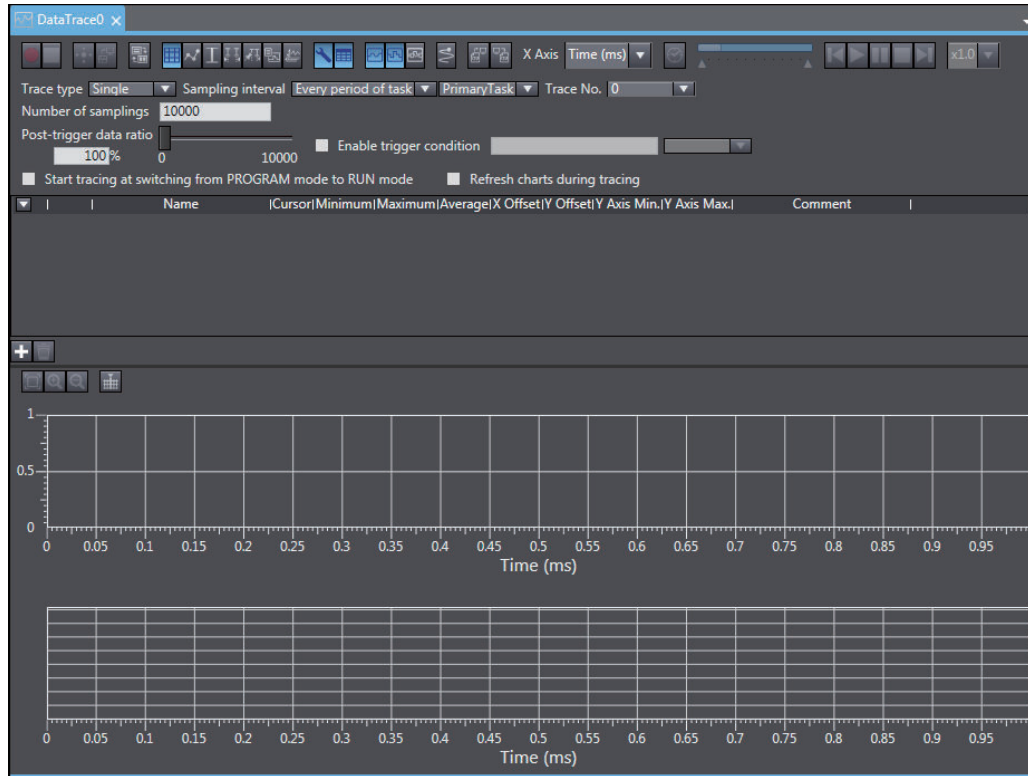 DataTrace0
X Axis Time (ms) x1.0
Trace type Single Sampling interval Every period of task PrimaryTask Trace No. 0
Number of samplings 10000
Post-trigger data ratio
100 % 0 10000 Enable trigger condition
Start tracing at switching from PROGRAM mode to RUN mode Refresh charts during tracing
| | Name |Cursor|Minimum|Maximum|Average|X Offset|Y Offset|Y Axis Min.|Y Axis Max.| Comment |
1
0.5
0
0 0.05 0.1 0.15 0.2 0.25 0.3 0.35 0.4 0.45 0.5 0.55 0.6 0.65 0.7 0.75 0.8 0.85 0.9 0.95
Time (ms)
0 0.05 0.1 0.15 0.2 0.25 0.3 0.35 0.4 0.45 0.5 0.55 0.6 0.65 0.7 0.75 0.8 0.85 0.9 0.95
Time (ms)